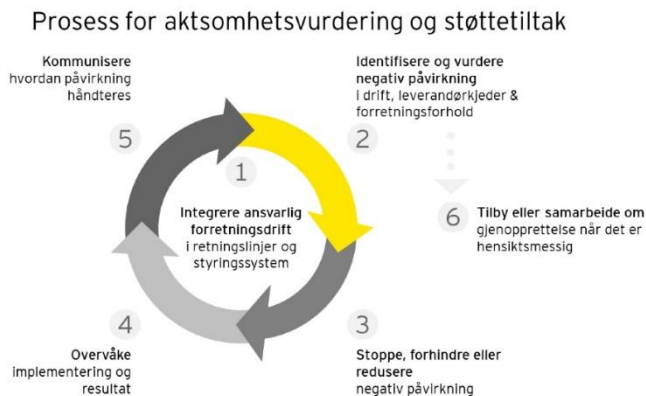 Prosess for aktsomhetsvurdering og støttetiltak
Kommunisere
hvordan påvirkning
håndteres
5
Identifisere og vurdere
negativ påvirkning
i drift, leverandørkjeder &
forretningsforhold
2
1
Integrere ansvarlig
forretningsdrift
i retningslinjer og
styringssystem
6
Tilby eller samarbeide om
gjenopprettelse når det er
hensiktsmessig
4
Overvåke
implementering og
resultat
3
Stoppe, forhindre eller
redusere
negativ påvirkning